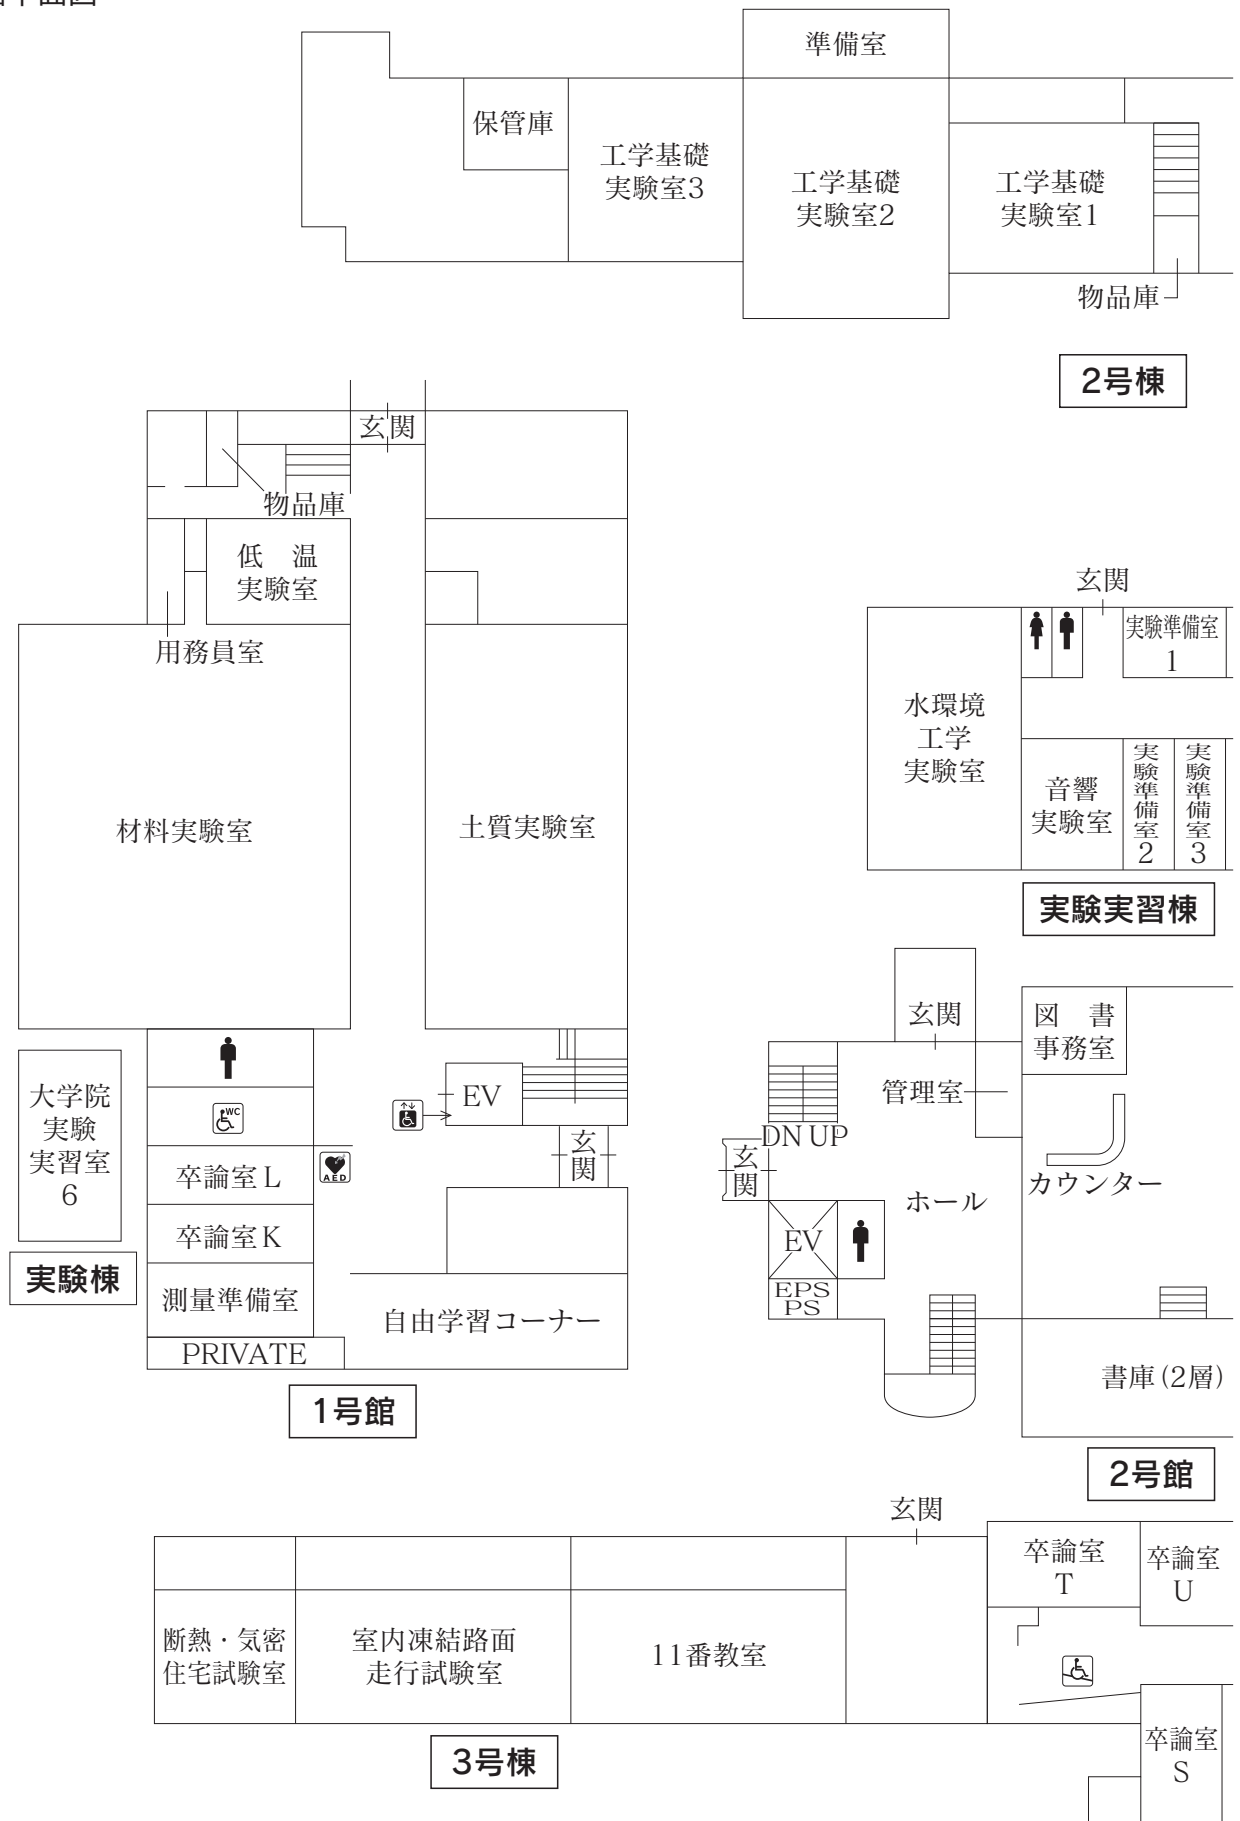 平面図
準備室
保管庫
工学基礎
実験室3
工学基礎
実験室2
工学基礎
実験室1
物品庫
2号棟
玄関
物品庫
低　温
実験室
用務員室
材料実験室
土質実験室
玄関
実験準備室
1
水環境
工学
実験室
音響
実験室
実験準備室2
実験準備室3
実験実習棟
大学院
実験
実習室
6
実験棟
WC
卒論室L
AED
卒論室K
測量準備室
PRIVATE
EV
玄関
自由学習コーナー
1号館
玄関
図　書
事務室
管理室
DN UP
玄関
ホール
カウンター
EV
EPS
PS
書庫(2層)
2号館
玄関
断熱・気密
住宅試験室
室内凍結路面
走行試験室
11番教室
卒論室
T
卒論室
U
卒論室
S
3号棟